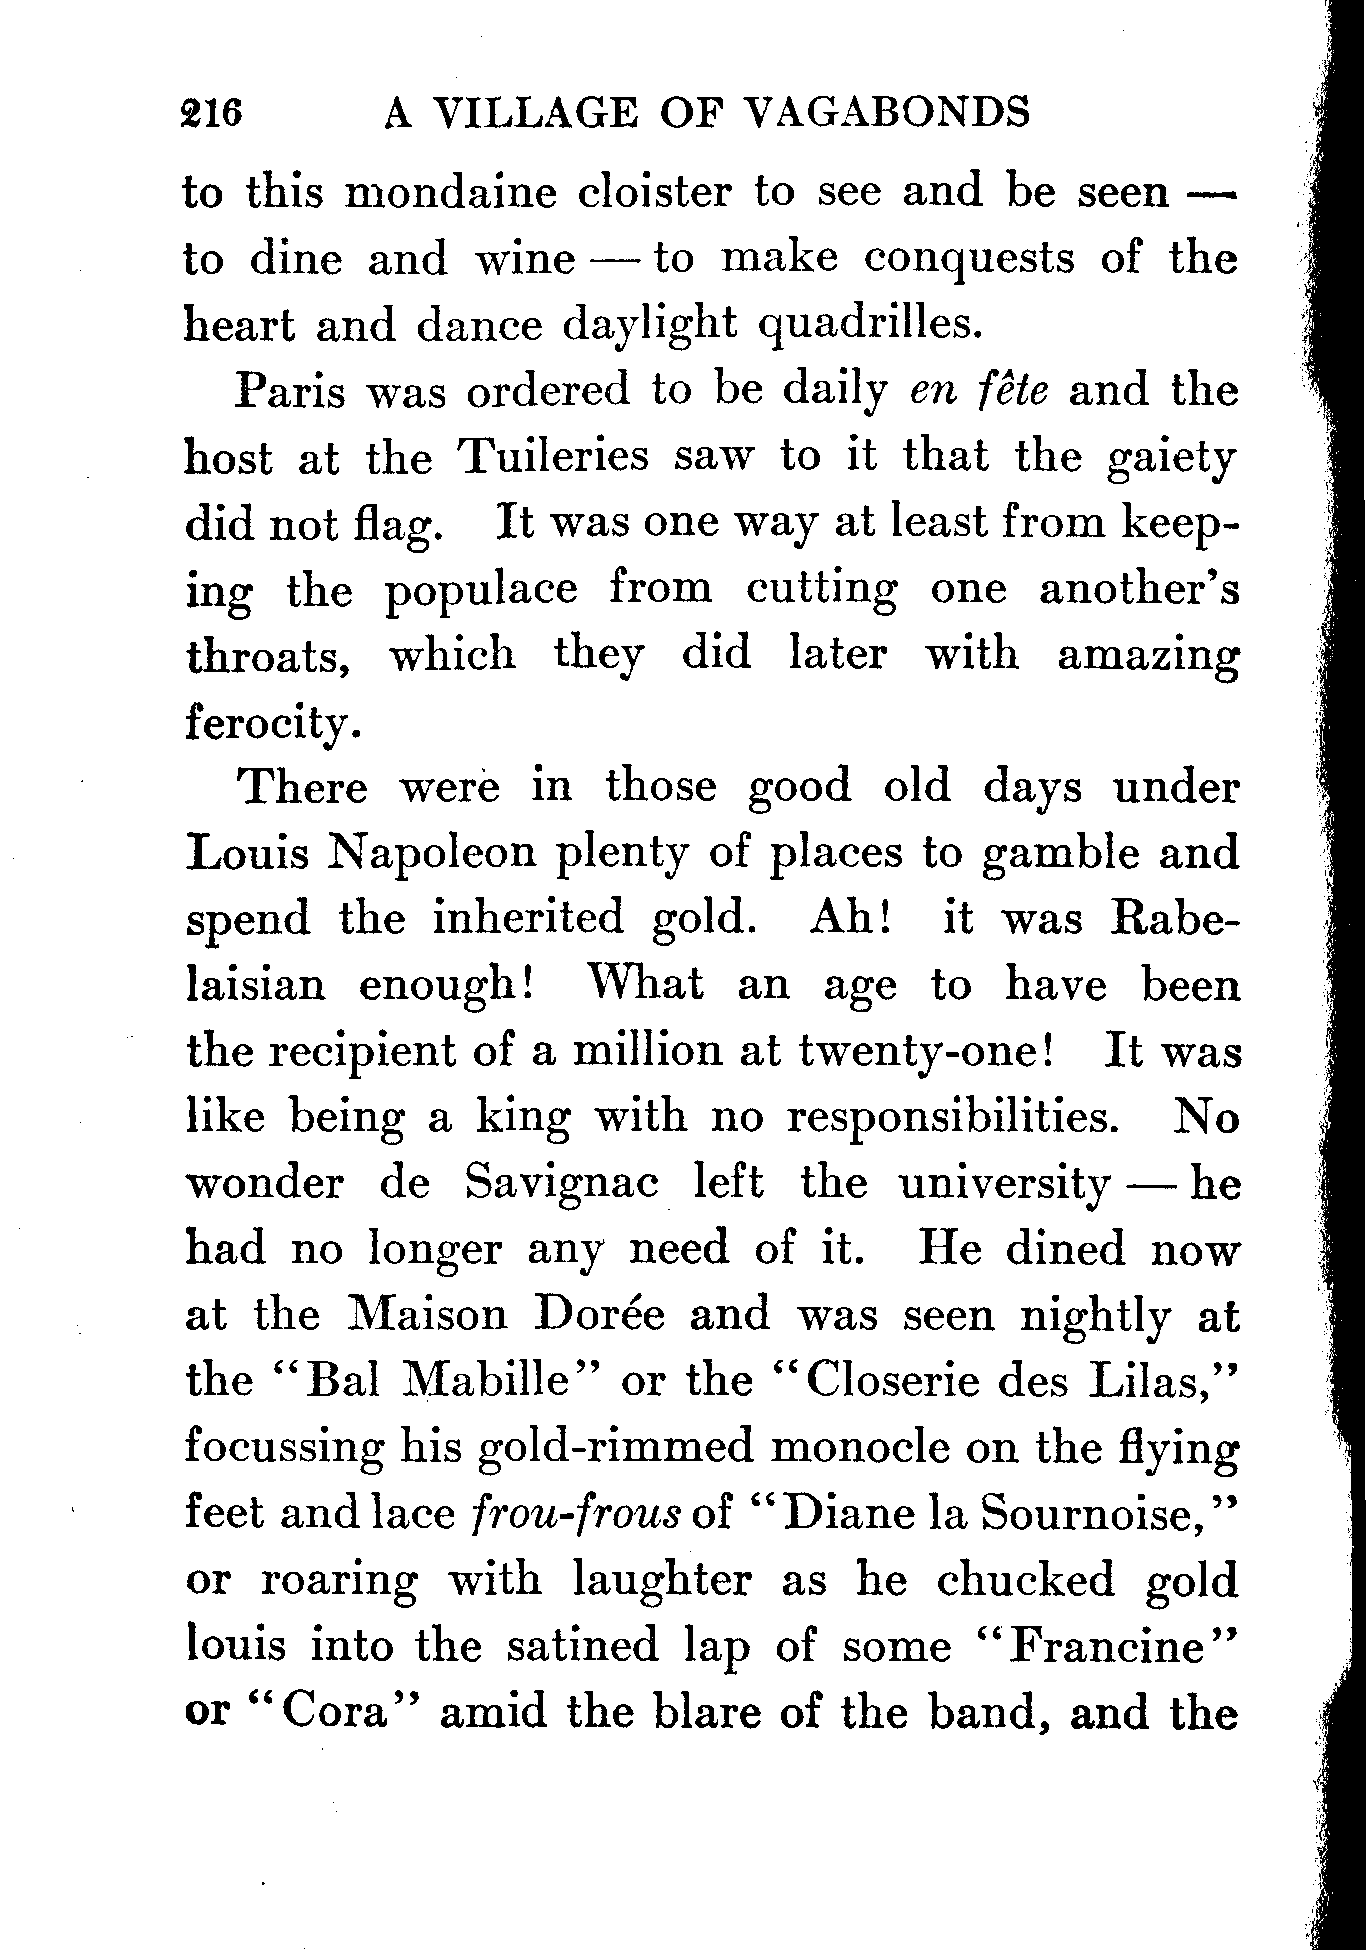 216 A VILLAGE OF VAGABONDS
to this mondaine cloister to see and be seen —
to dine and wine — to make conquests of the
heart and dance daylight quadrilles.
Paris was ordered to be daily en fête and the
host at the Tuileries saw to it that the gaiety
did not flag. It was one way at least from keep-
ing the populace from cutting one another's
throats, which they did later with amazing
ferocity.
There were in those good old days under
Louis Napoleon plenty of places to gamble and
spend the inherited gold. Ah! it was Rabe-
laisian enough! What an age to have been
the recipient of a million at twenty-one! It was
like being a king with no responsibilities. No
wonder de Savignac left the university — he
had no longer any need of it. He dined now
at the Maison Dorée and was seen nightly at
the "Bal Mabille" or the "Closerie des Lilas,"
focussing his gold-rimmed monocle on the flying
feet and lace frou-frous of "Diane la Sournoise,"
or roaring with laughter as he chucked gold
louis into the satined lap of some "Francine"
or "Cora" amid the blare of the band, and the